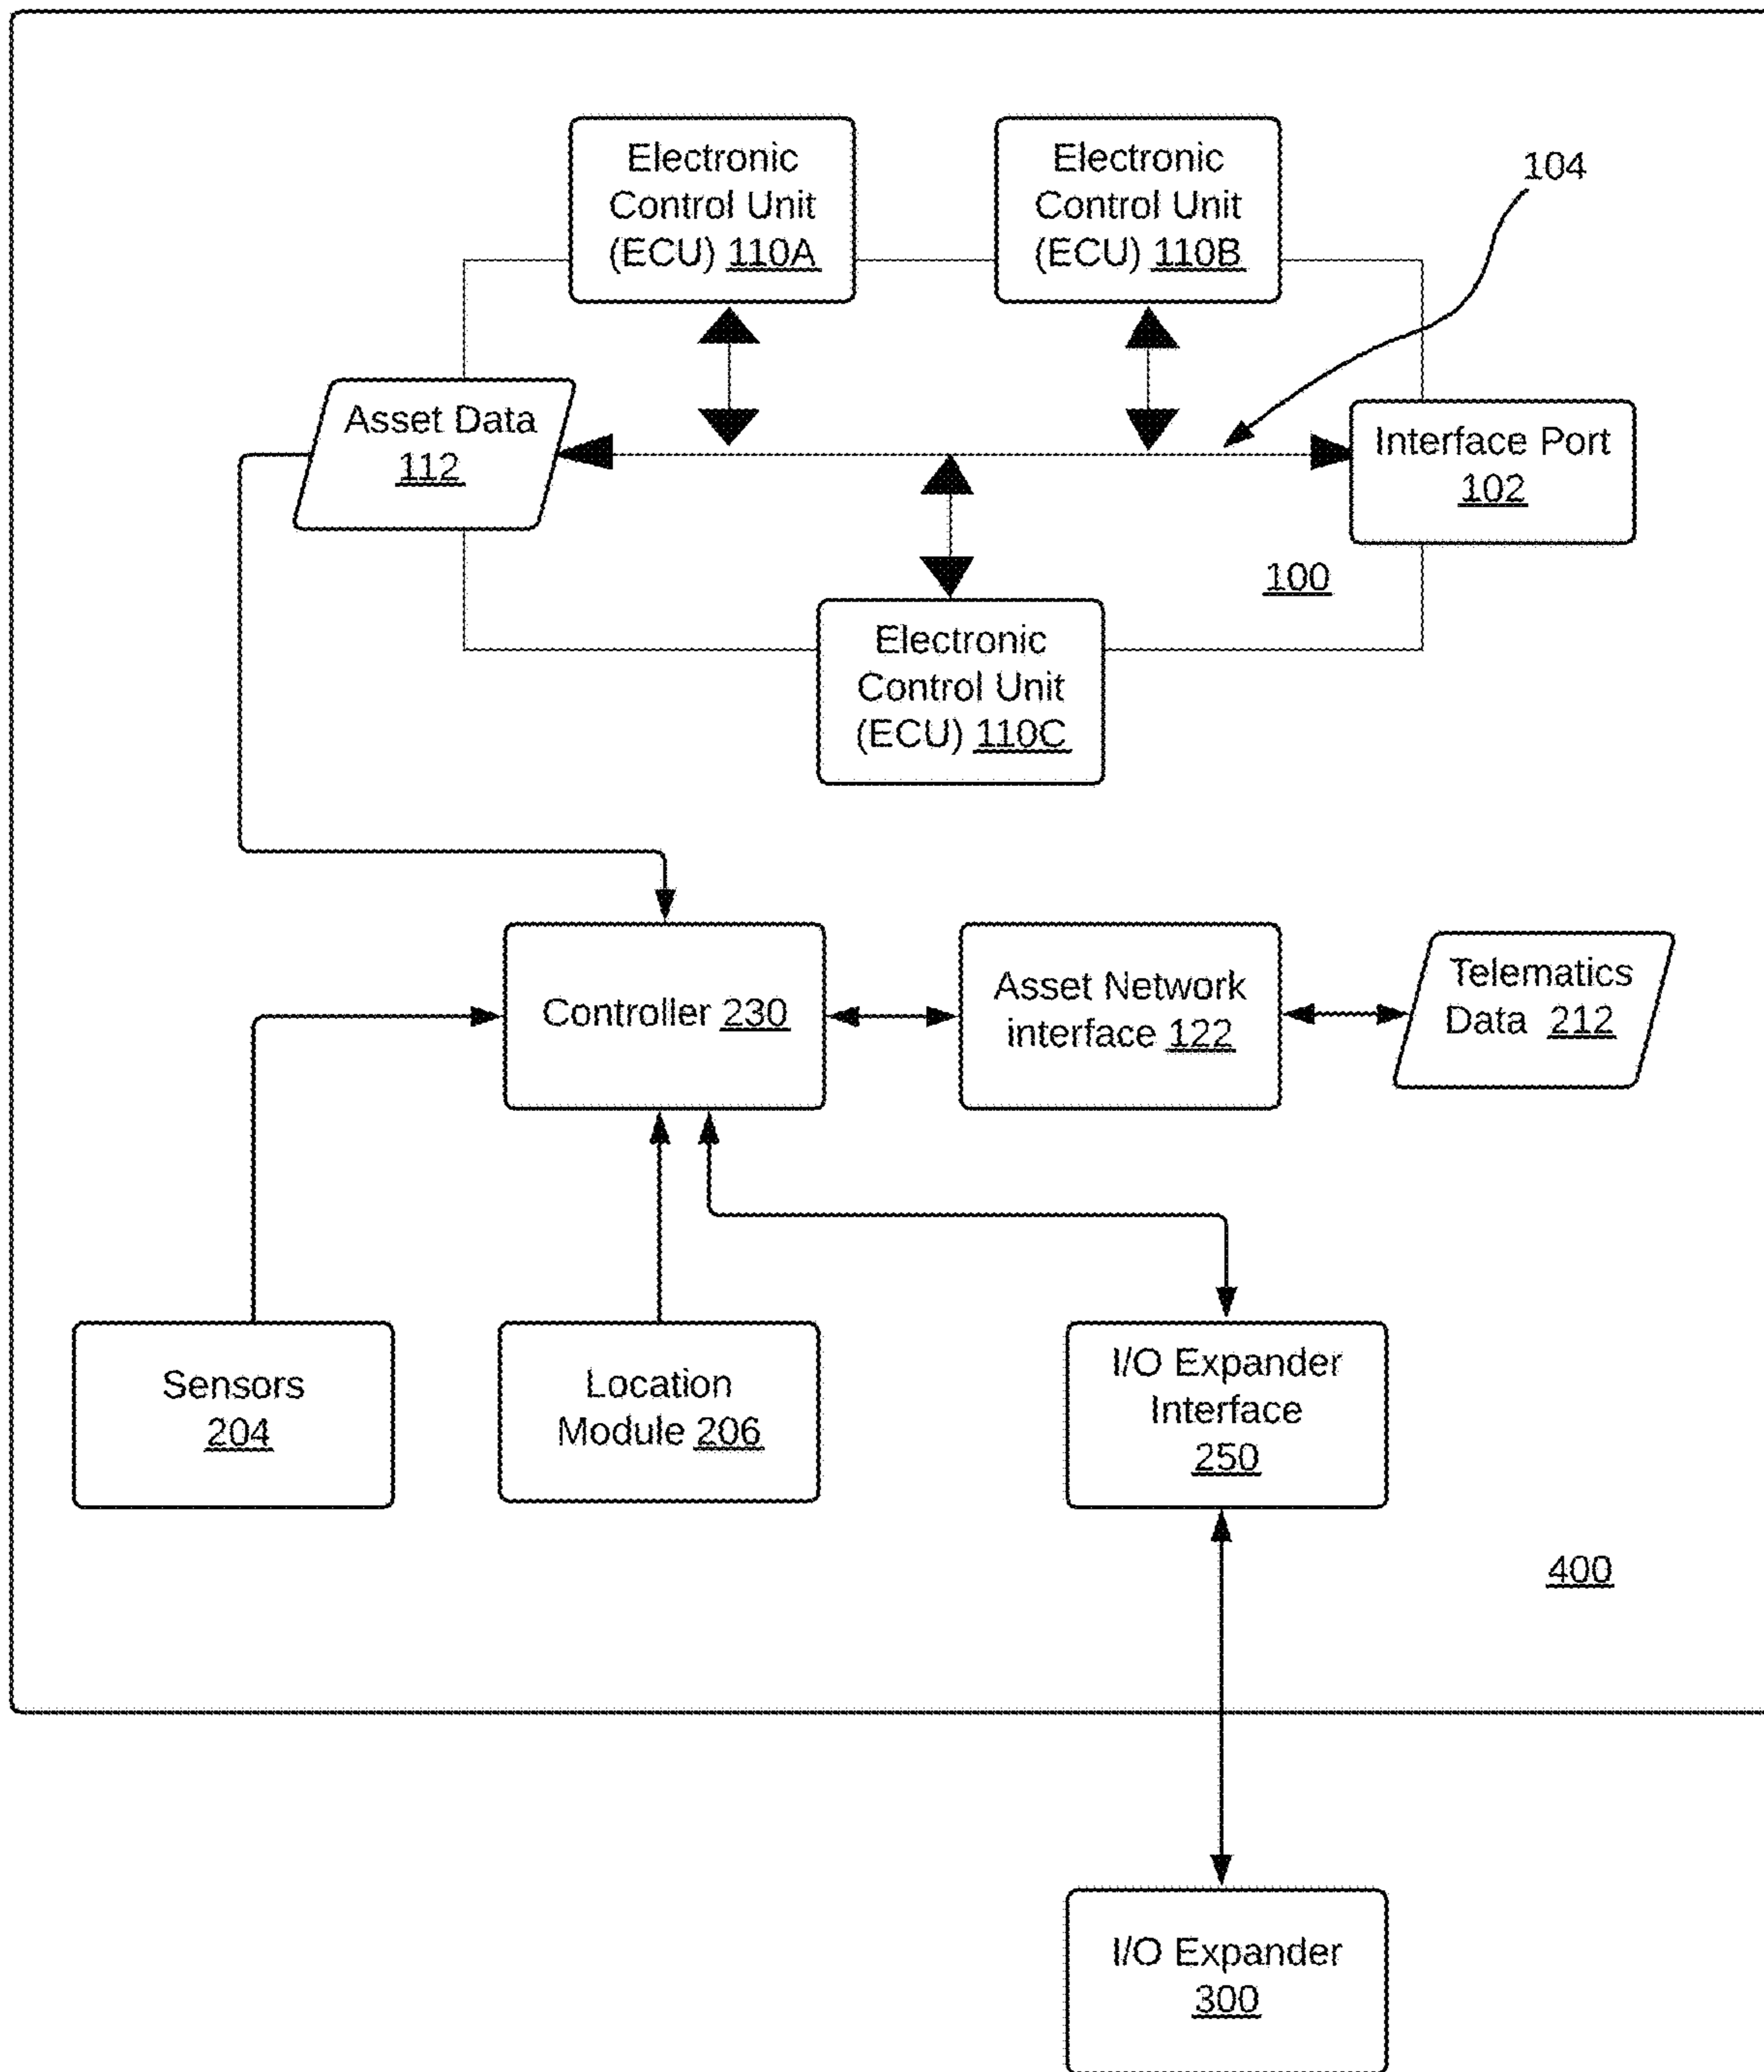 Electronic
Control Unit
(ECU) 110A
Electronic
Control Unit
(ECU) 110B
104
Asset Data
112
Interface Port
102
100
Electronic
Control Unit
(ECU) 110C
Controller 230
Asset Network
interface 122
Telematics
Data 212
Sensors
204
Location
Module 206
I/O Expander
Interface
250
400
I/O Expander
300